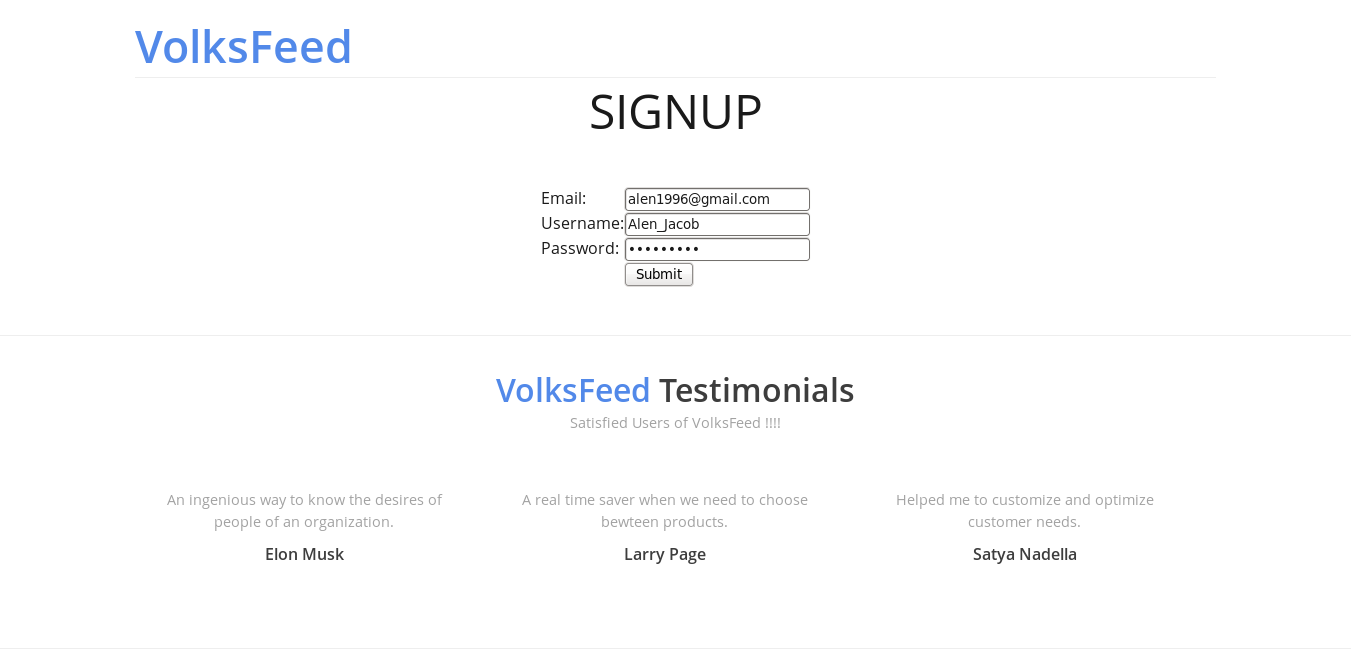 VolksFeed
SIGNUP
Email: alen1996@gmail.com
Username: Alen_Jacob
Password: •••••••••
Submit
VolksFeed Testimonials
Satisfied Users of VolksFeed !!!!
An ingenious way to know the desires of
people of an organization.
Elon Musk
A real time saver when we need to choose
bewteen products.
Larry Page
Helped me to customize and optimize
customer needs.
Satya Nadella